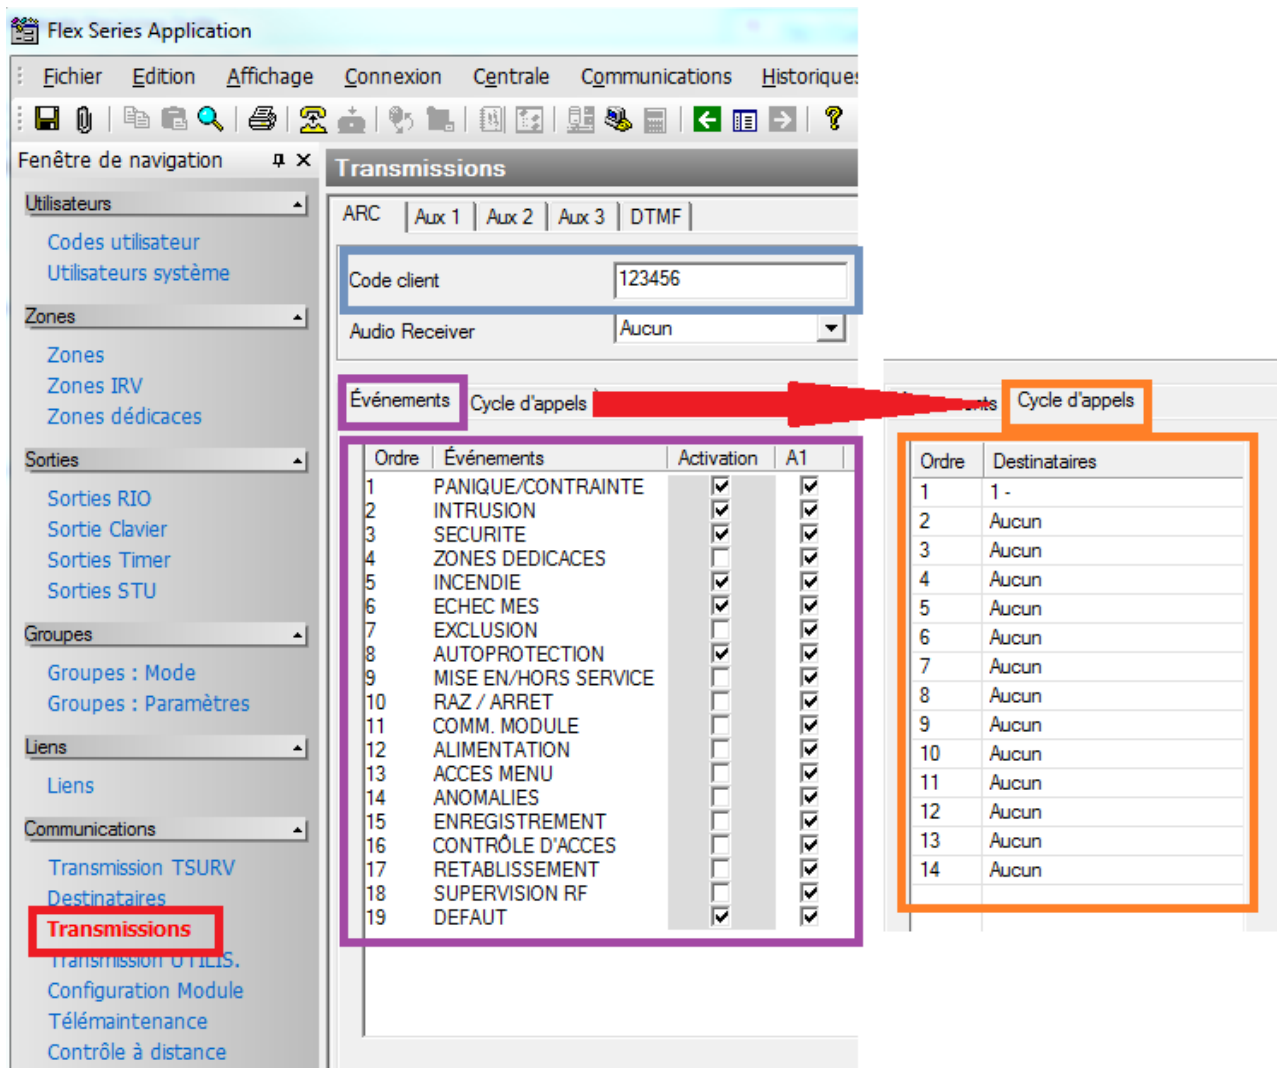 Flex Series Application
Fichier Edition Affichage Connexion Centrale Communications Historiques
Fenêtre de navigation
Transmissions
Utilisateurs
Codes utilisateur
Utilisateurs système
Zones
Zones
Zones IRV
Zones dédicaces
Sorties
Sorties RIO
Sortie Clavier
Sorties Timer
Sorties STU
Groupes
Groupes : Mode
Groupes : Paramètres
Liens
Liens
Communications
Transmission TSURV
Destinataires
Transmissions
Transmission UTILIS.
Configuration Module
Télémaintenance
Contrôle à distance
ARC Aux 1 Aux 2 Aux 3 DTMF
Code client 123456
Audio Receiver Aucun
Événements Cycle d'appels
Ordre Événements Activation A1
1 PANIQUE/CONTRAINTE
2 INTRUSION
3 SECURITE
4 ZONES DEDICACES
5 INCENDIE
6 ECHEC MES
7 EXCLUSION
8 AUTOPROTECTION
9 MISE EN/HORS SERVICE
10 RAZ / ARRET
11 COMM. MODULE
12 ALIMENTATION
13 ACCES MENU
14 ANOMALIES
15 ENREGISTREMENT
16 CONTRÔLE D'ACCES
17 RETABLISSEMENT
18 SUPERVISION RF
19 DEFAUT
Cycle d'appels
Ordre Destinataires
1 1 -
2 Aucun
3 Aucun
4 Aucun
5 Aucun
6 Aucun
7 Aucun
8 Aucun
9 Aucun
10 Aucun
11 Aucun
12 Aucun
13 Aucun
14 Aucun